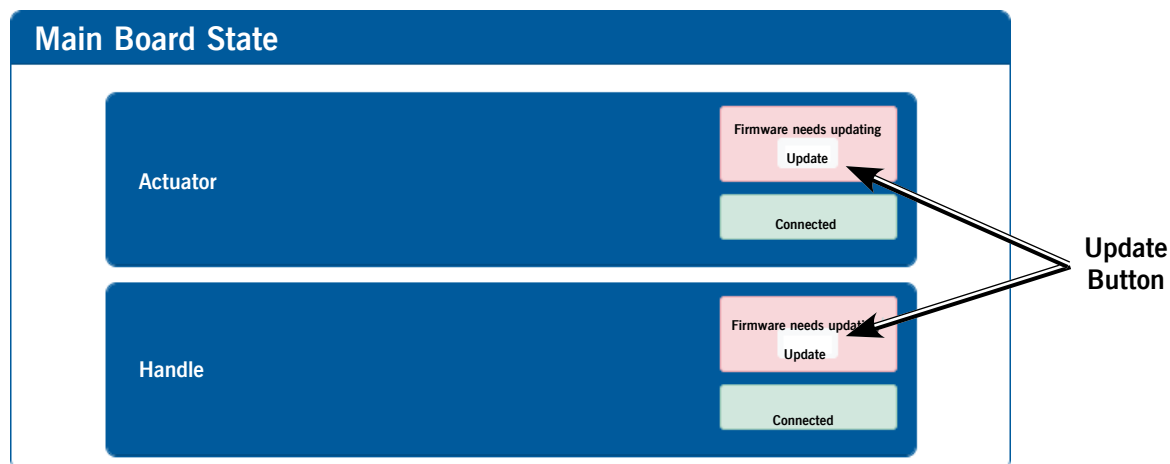 Main Board State
Firmware needs updating
Update
Actuator
Connected
Update
Button
Firmware needs updating
Update
Handle
Connected